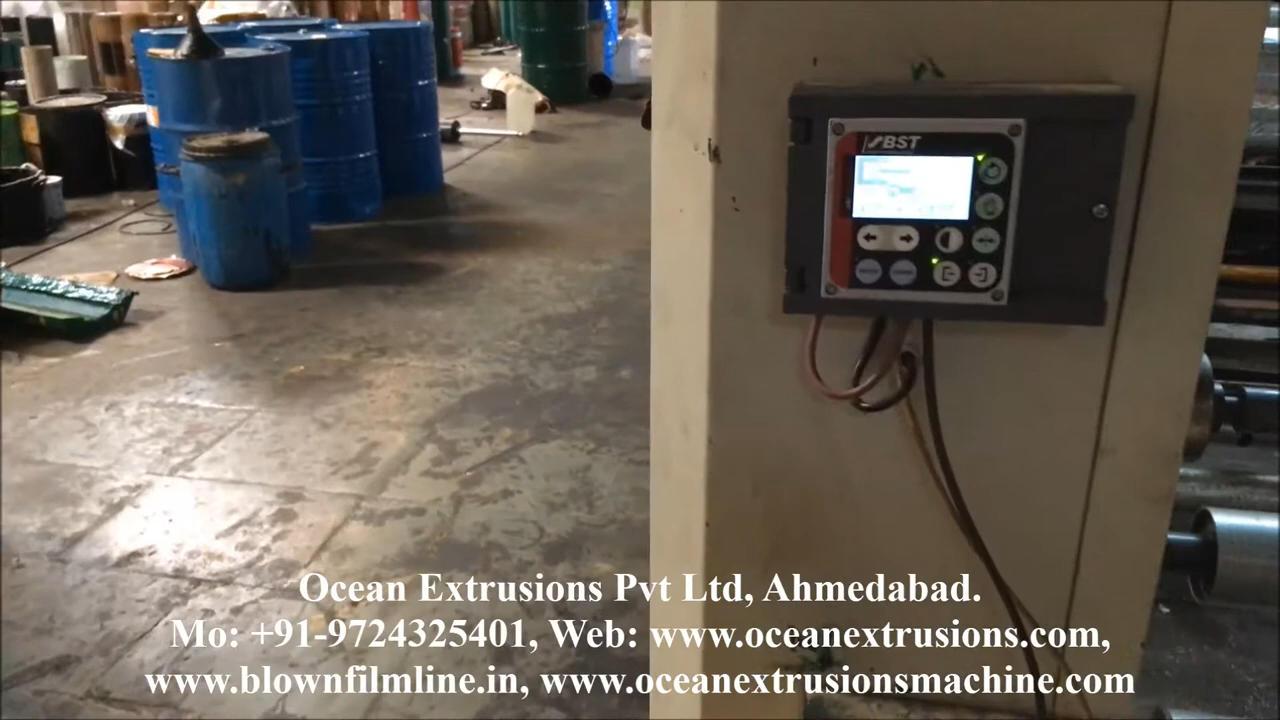 BST
Ocean Extrusions Pvt Ltd, Ahmedabad.
Mo: +91-9724325401, Web: www.oceanextrusions.com,
www.blownfilmline.in, www.oceanextrusionsmachine.com